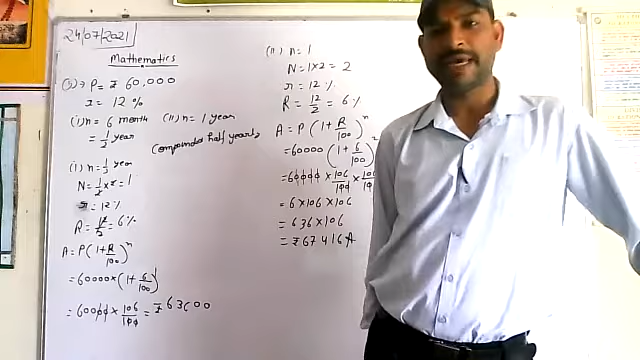 24/07/2021
Mathematics
Q5) → P = ₹ 60,000
r = 12 %
(i) n = 6 month (ii) n = 1 year
= 1/2 year
(compounded half yearly)
(i) n = 1/2 year
N = 1/2 × 2 = 1
r = 12 %
R = 12/2 = 6 %
A = P (1 + R/100)^n
= 60000 × (1 + 6/100)^1
= 60000 × 106/100 = ₹ 63600
(ii) n = 1
N = 1×2 = 2
r = 12 %
R = 12/2 = 6 %
A = P (1 + R/100)^n
= 60000 (1 + 6/100)^2
= 60000 × 106/100 × 106/100
= 6 × 106 × 106
= 636 × 106
= ₹ 67416 A